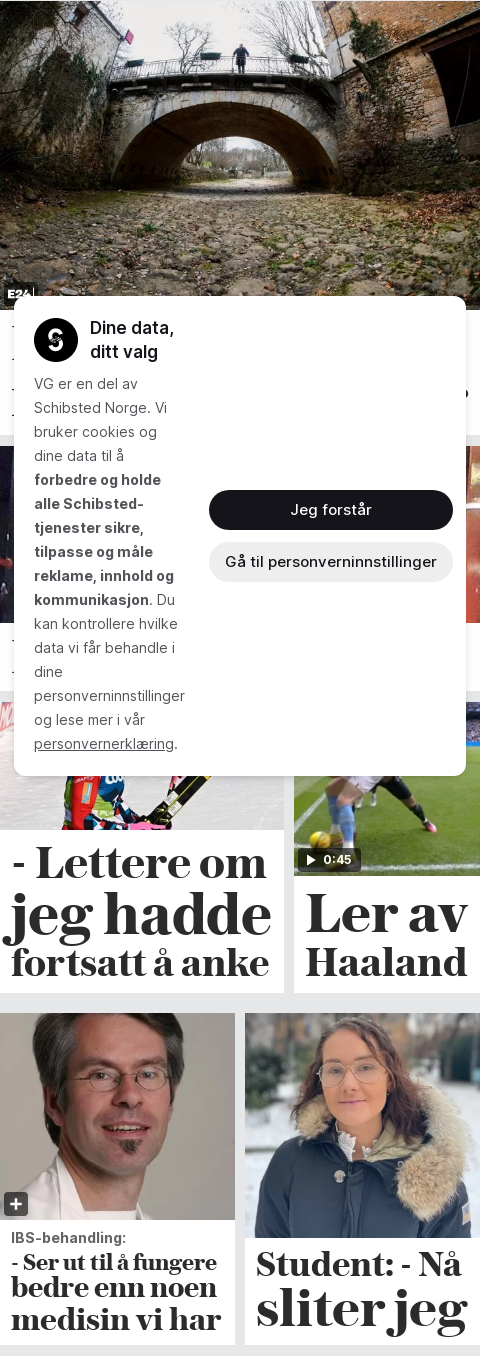 E24
Dine data,
ditt valg
VG er en del av
Schibsted Norge. Vi
bruker cookies og
dine data til å
forbedre og holde
alle Schibsted-
tjenester sikre,
tilpasse og måle
reklame, innhold og
kommunikasjon. Du
kan kontrollere hvilke
data vi får behandle i
dine
personverninnstillinger
og lese mer i vår
personvernerklæring.
Jeg forstår
Gå til personverninnstillinger
0:45
- Lettere om
jeg hadde
fortsatt å anke
Ler av
Haaland
IBS-behandling:
- Ser ut til å fungere
bedre enn noen
medisin vi har
Student: - Nå
sliter jeg